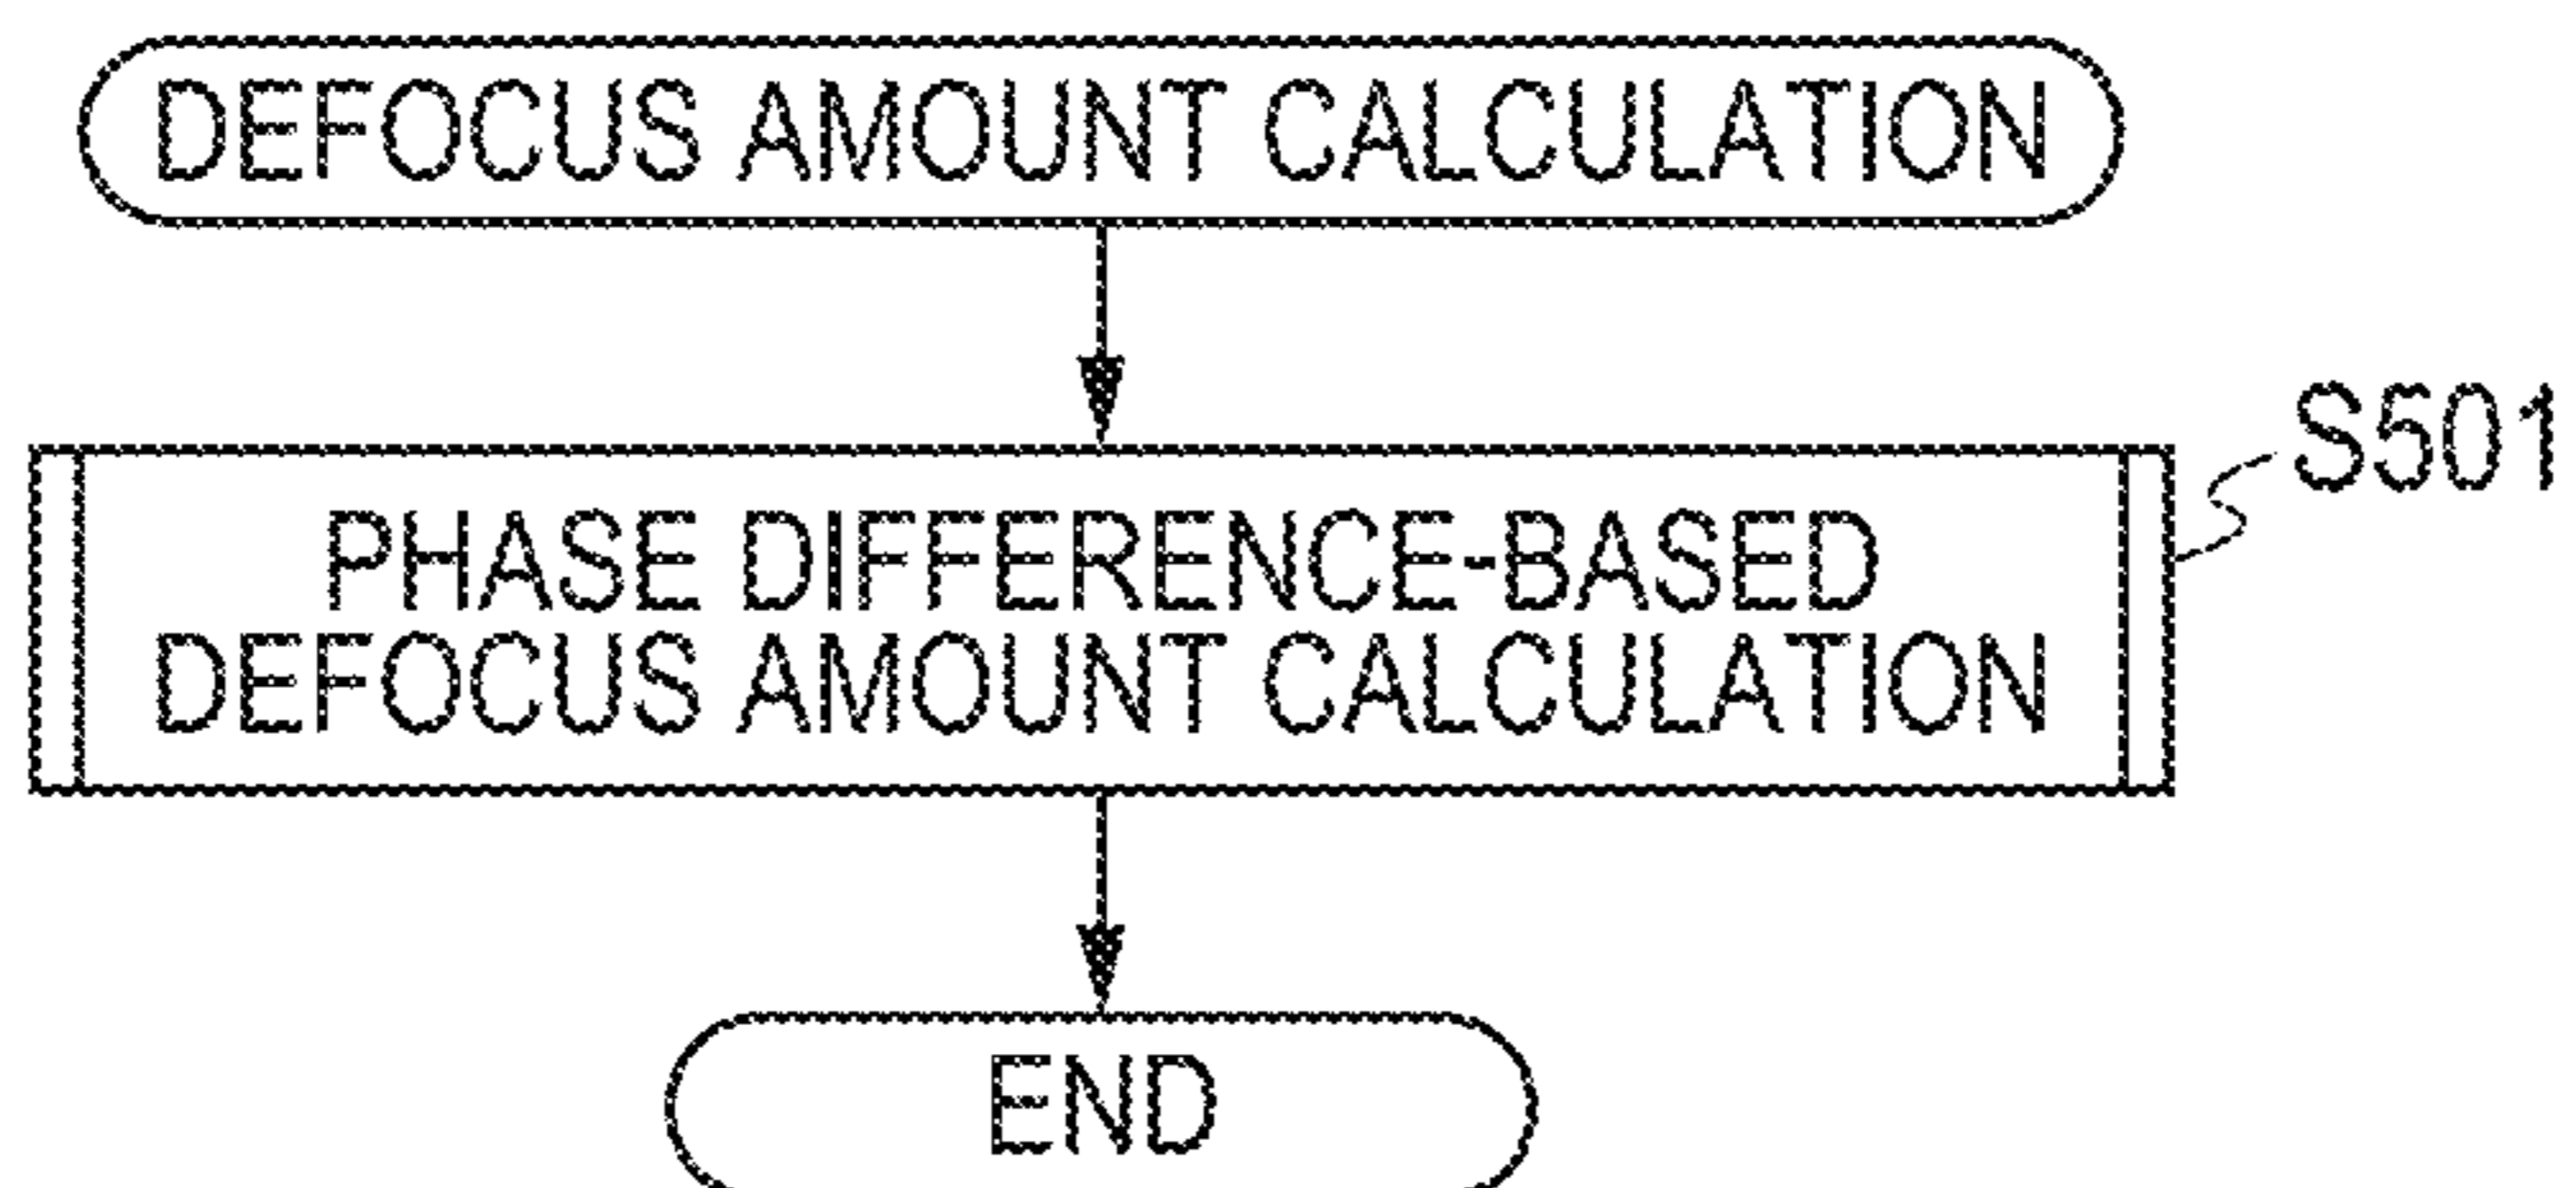 DEFOCUS AMOUNT CALCULATION
S501
PHASE DIFFERENCE-BASED
DEFOCUS AMOUNT CALCULATION
END